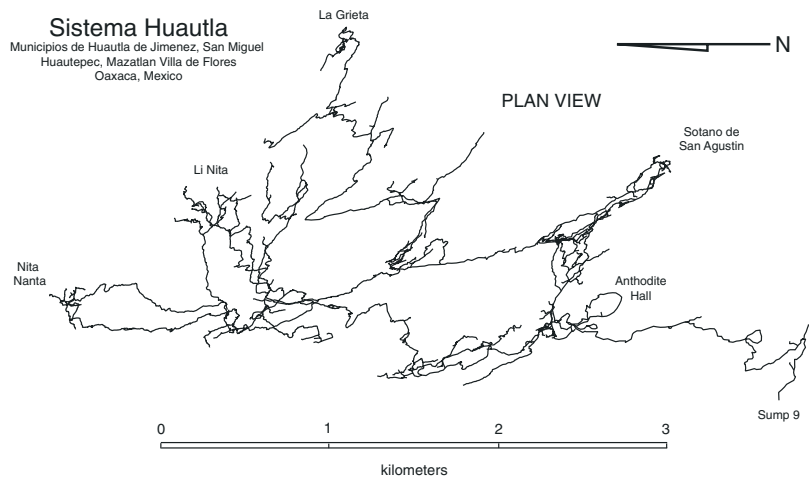 Sistema Huautla
Municipios de Huautla de Jimenez, San Miguel
Huautepec, Mazatlan Villa de Flores
Oaxaca, Mexico
La Grieta
N
PLAN VIEW
Sotano de
San Agustin
Li Nita
Nita
Nanta
Anthodite
Hall
Sump 9
0 1 2 3
kilometers